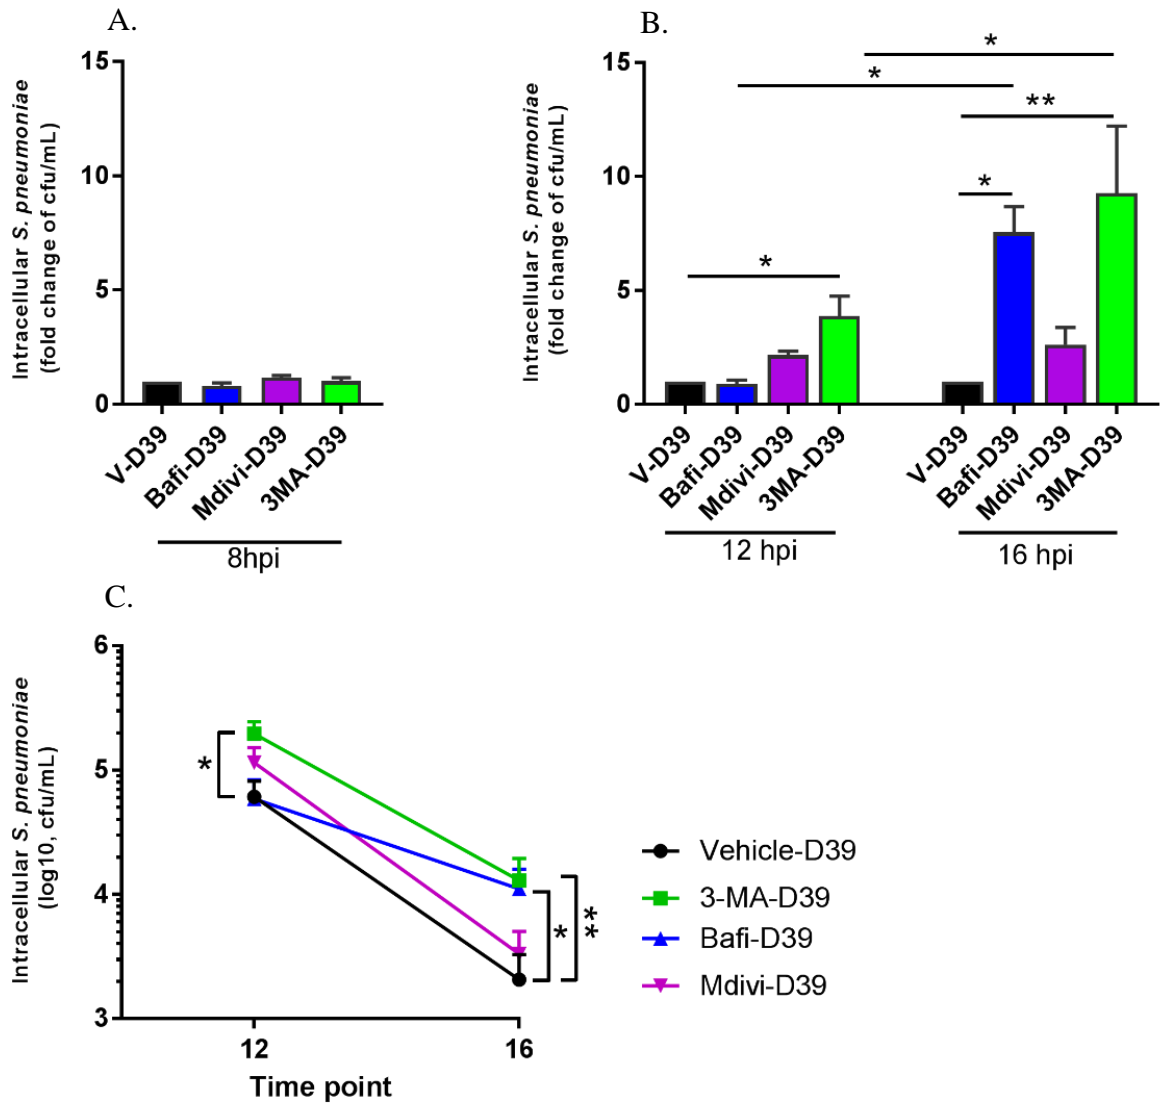 A.
Intracellular S. pneumoniae
(fold change of cfu/mL)
15
10
5
0
V-D39
Bafi-D39
Mdivi-D39
3MA-D39
8hpi
B.
Intracellular S. pneumoniae
(fold change of cfu/mL)
15
10
5
0
*
*
**
*
*
V-D39
Bafi-D39
Mdivi-D39
3MA-D39
V-D39
Bafi-D39
Mdivi-D39
3MA-D39
12 hpi
16 hpi
C.
Intracellular S. pneumoniae
(log10, cfu/mL)
6
5
4
3
*
*
**
12
16
Time point
Vehicle-D39
3-MA-D39
Bafi-D39
Mdivi-D39